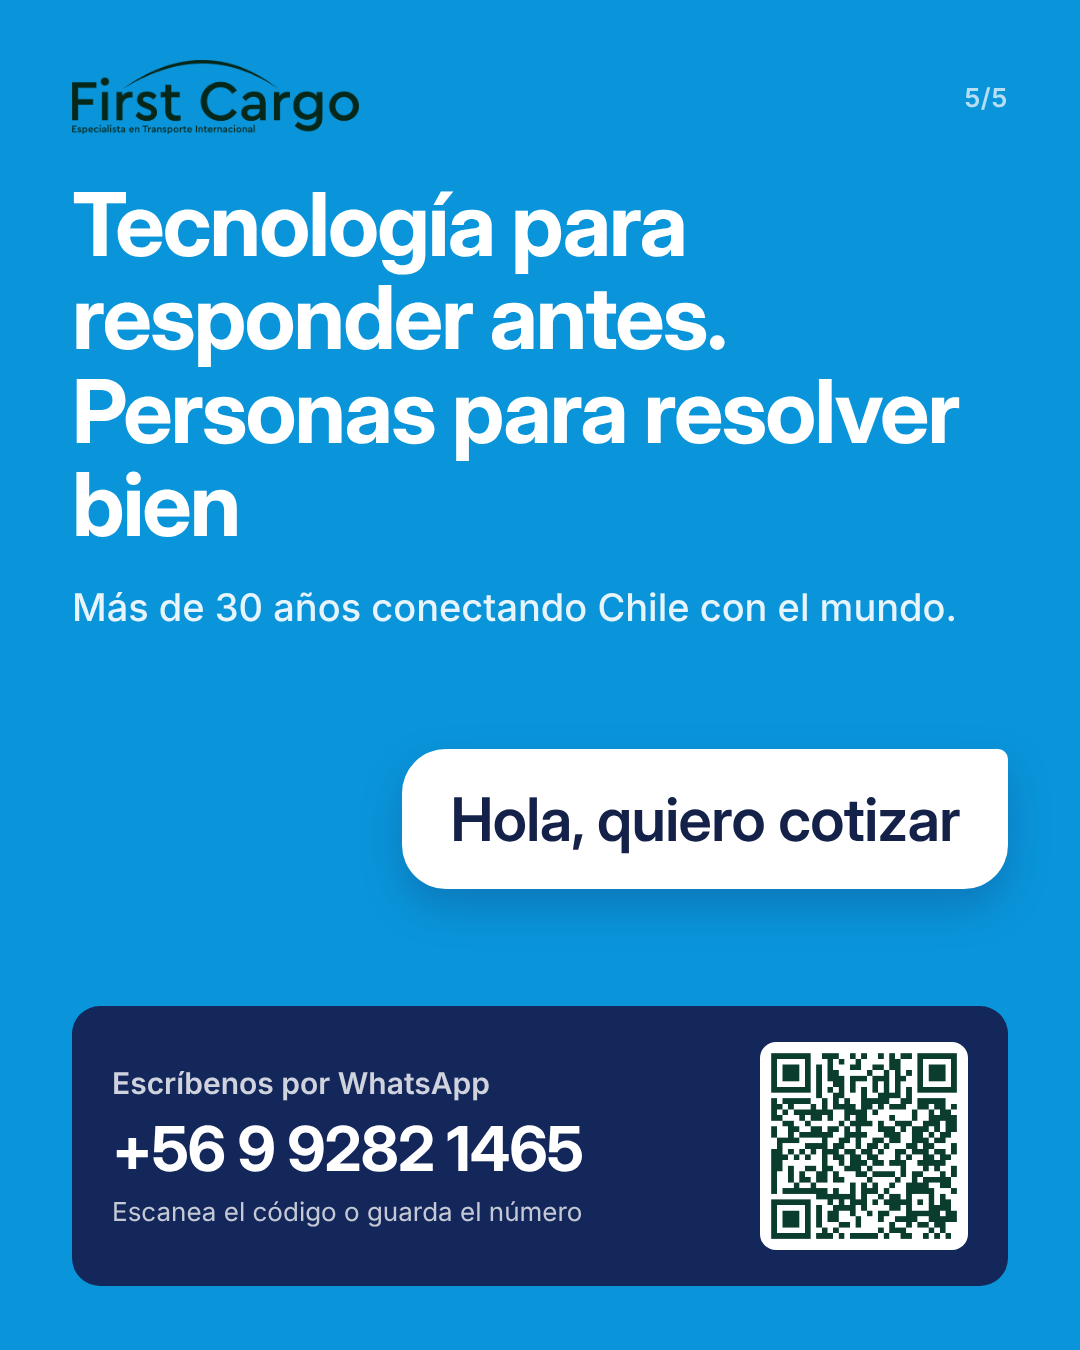 First Cargo
Especialista en Transporte Internacional
5/5
Tecnología para
responder antes.
Personas para resolver
bien
Más de 30 años conectando Chile con el mundo.
Hola, quiero cotizar
Escríbenos por WhatsApp
+56 9 9282 1465
Escanea el código o guarda el número